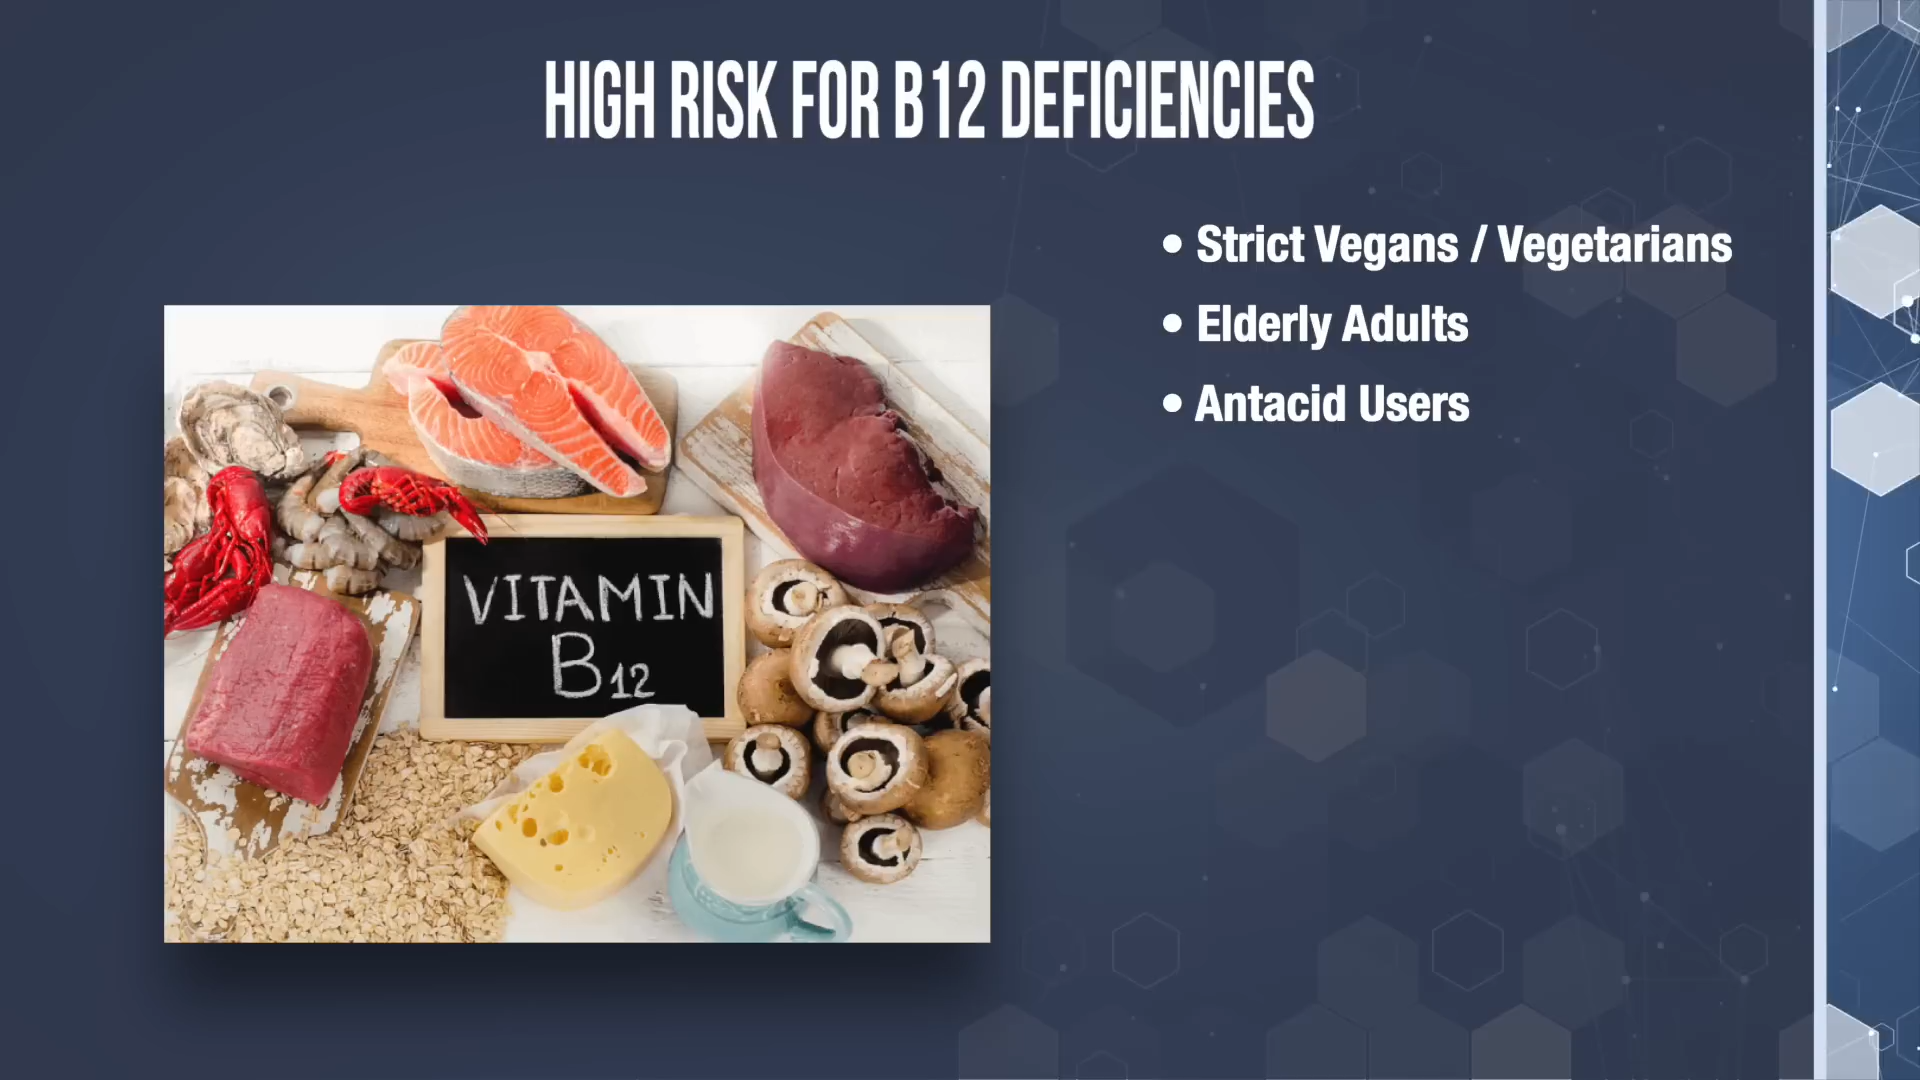 HIGH RISK FOR B12 DEFICIENCIES
• Strict Vegans / Vegetarians
• Elderly Adults
• Antacid Users
VITAMIN
B12